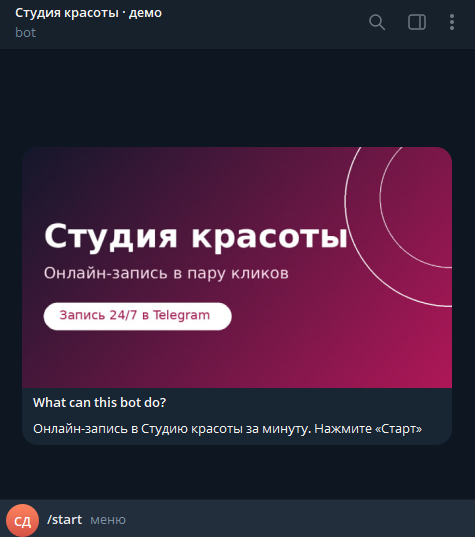 Студия красоты · демо
bot
Студия красоты
Онлайн-запись в пару кликов
Запись 24/7 в Telegram
What can this bot do?
Онлайн-запись в Студию красоты за минуту. Нажмите «Старт»
СД /start меню